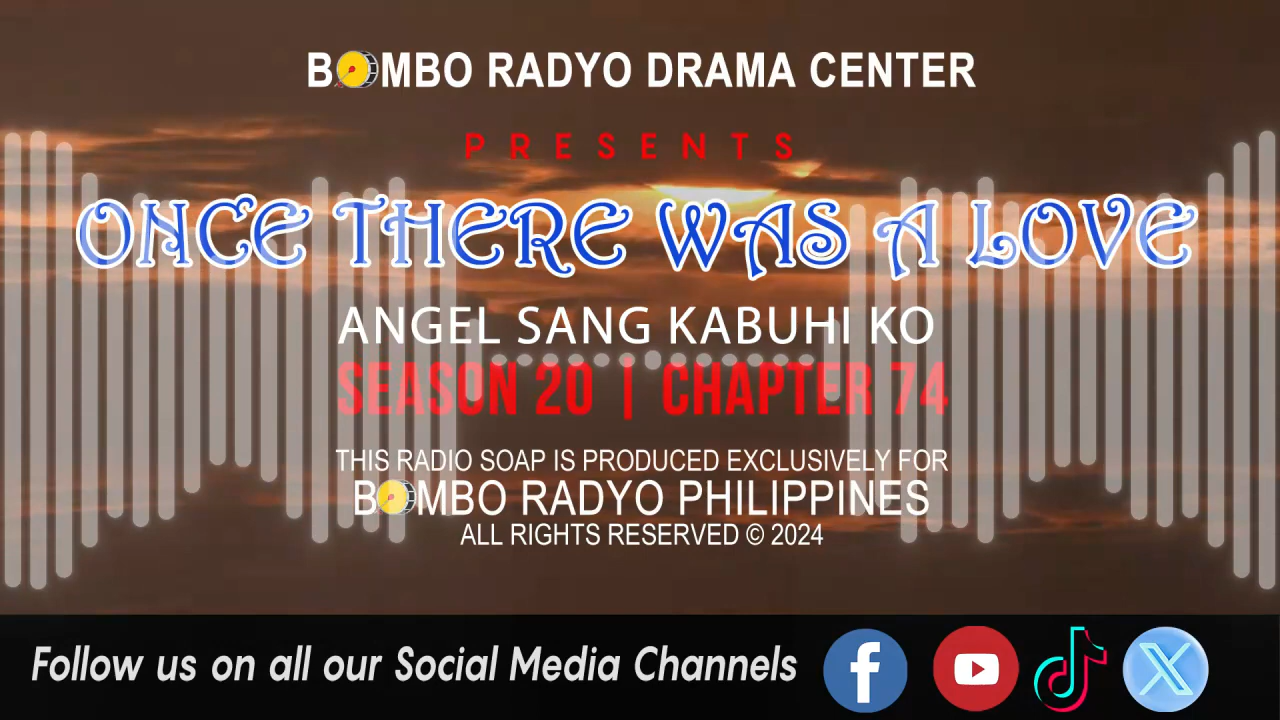 BOMBO RADYO DRAMA CENTER
PRESENTS
ONCE THERE WAS A LOVE
ANGEL SANG KABUHI KO
SEASON 20 | CHAPTER 74
THIS RADIO SOAP IS PRODUCED EXCLUSIVELY FOR
BOMBO RADYO PHILIPPINES
ALL RIGHTS RESERVED © 2024
Follow us on all our Social Media Channels